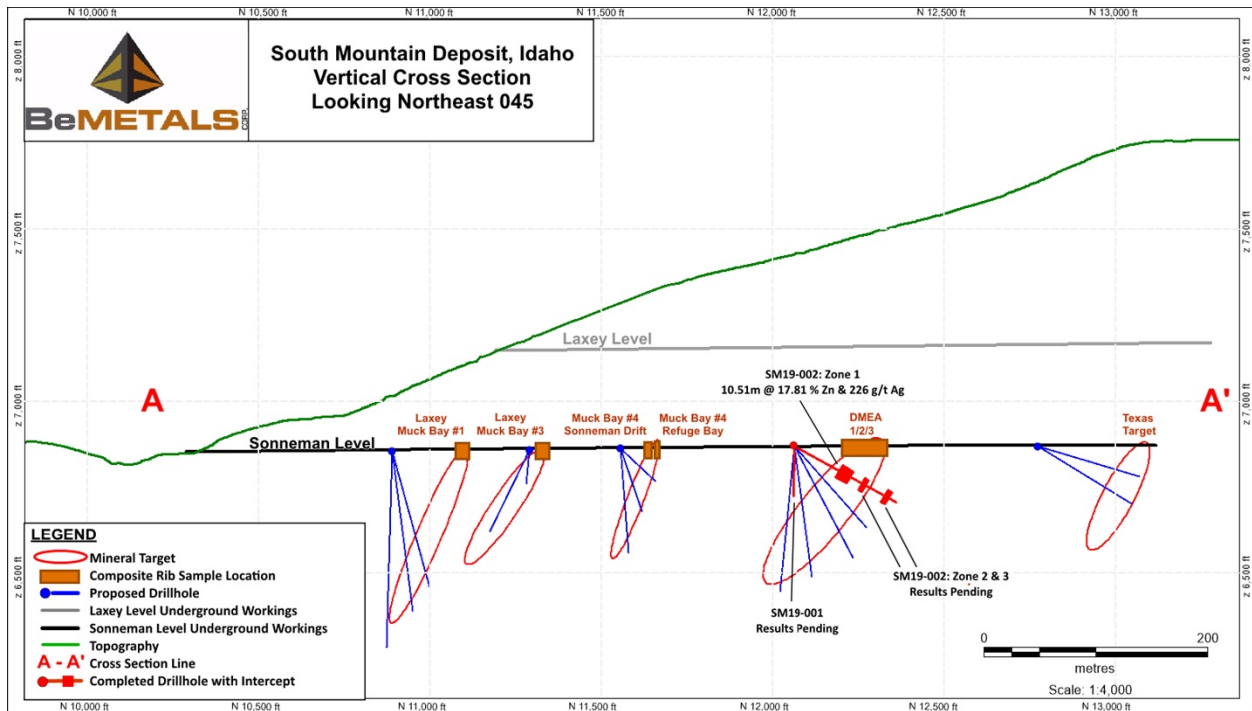 N 10,000 ft
N 10,500 ft
N 11,000 ft
N 11,500 ft
N 12,000 ft
N 12,500 ft
N 13,000 ft
z 8,000 ft
z 8,000 ft
BeMETALS CORP.
South Mountain Deposit, Idaho
Vertical Cross Section
Looking Northeast 045
z 7,500 ft
z 7,500 ft
Laxey Level
SM19-002: Zone 1
10.51m @ 17.81 % Zn & 226 g/t Ag
z 7,000 ft
z 7,000 ft
A
A'
Laxey
Muck Bay #1
Laxey
Muck Bay #3
Muck Bay #4
Sonneman Drift
Muck Bay #4
Refuge Bay
DMEA
1/2/3
Texas
Target
Sonneman Level
z 6,500 ft
z 6,500 ft
SM19-002: Zone 2 & 3
Results Pending
SM19-001
Results Pending
LEGEND
Mineral Target
Composite Rib Sample Location
Proposed Drillhole
Laxey Level Underground Workings
Sonneman Level Underground Workings
Topography
A - A' Cross Section Line
Completed Drillhole with Intercept
0
200
metres
Scale: 1:4,000
N 10,000 ft
N 10,500 ft
N 11,000 ft
N 11,500 ft
N 12,000 ft
N 12,500 ft
N 13,000 ft